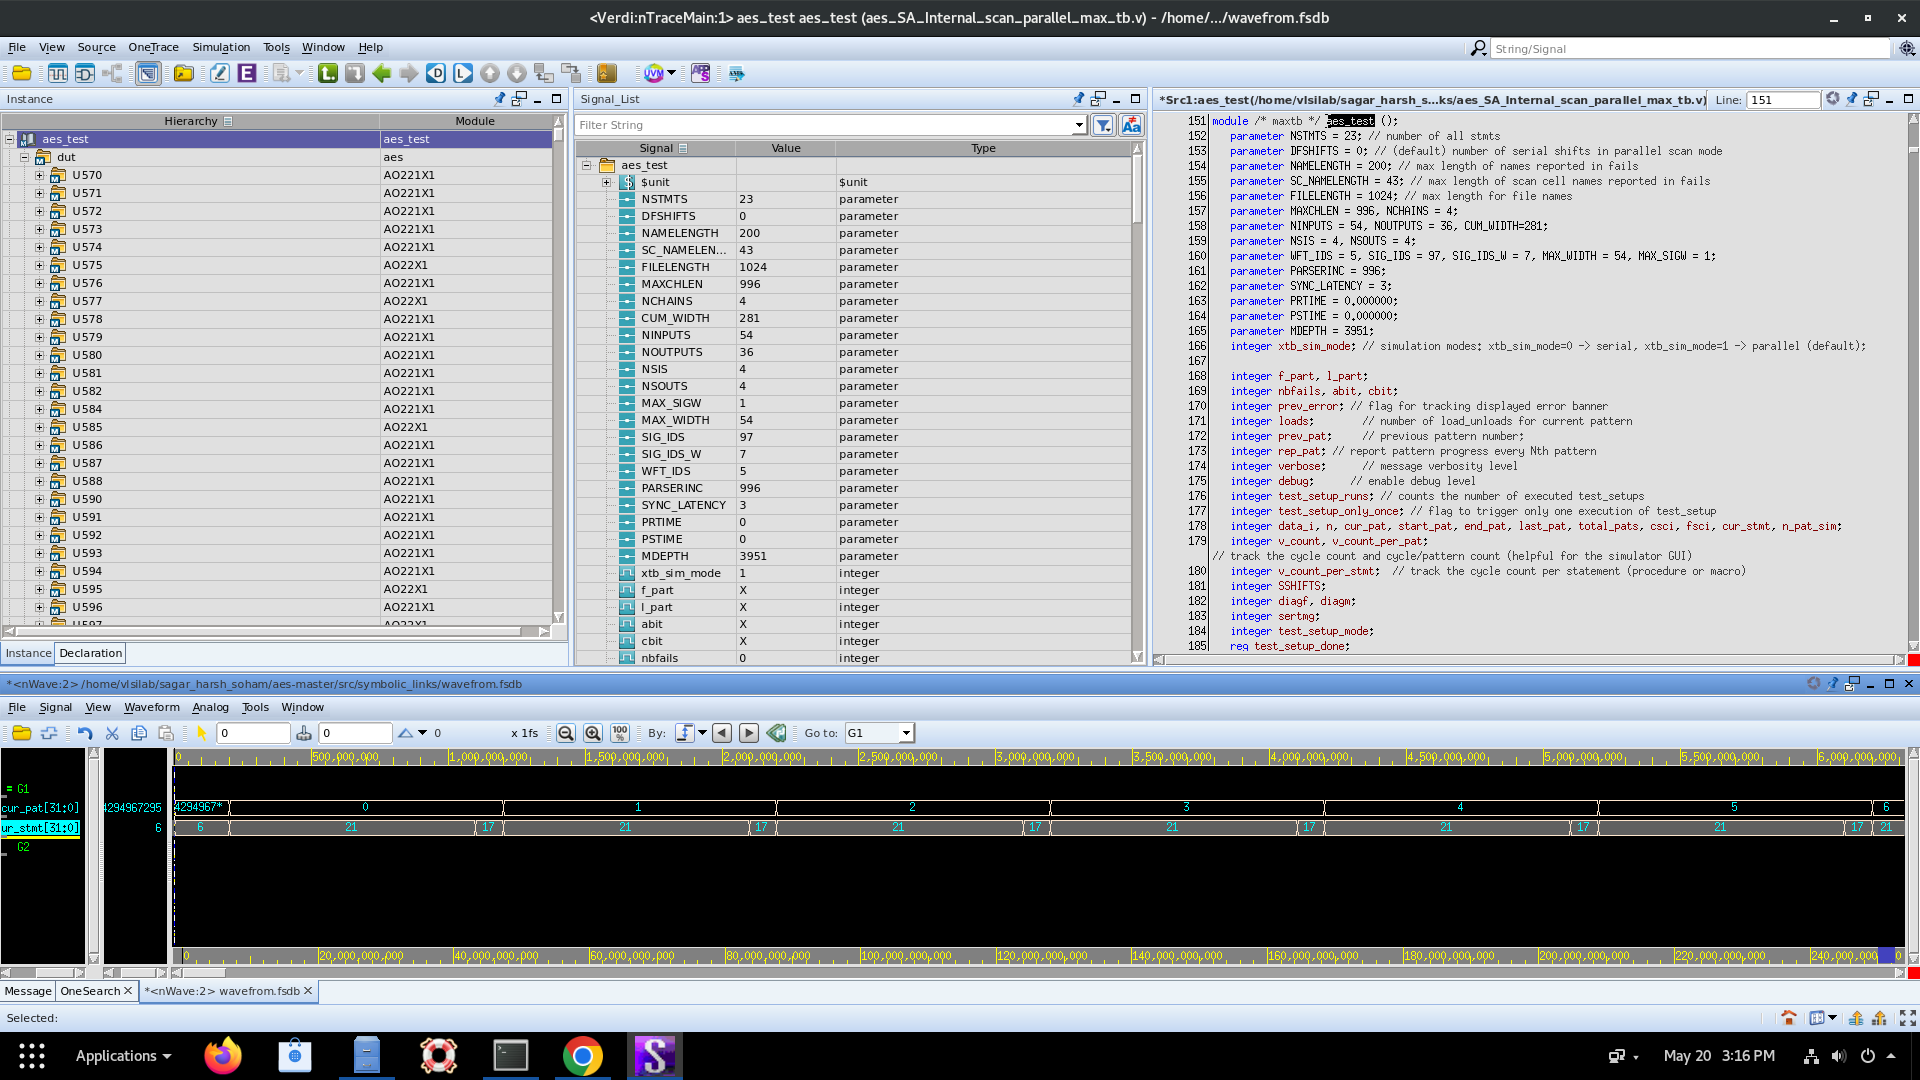 <Verdi:nTraceMain:1> aes_test aes_test (aes_SA_Internal_scan_parallel_max_tb.v) - /home/.../wavefrom.fsdb
File View Source OneTrace Simulation Tools Window Help
String/Signal
Instance
Hierarchy Module
aes_test aes_test
dut aes
U570 AO221X1
U571 AO221X1
U572 AO221X1
U573 AO221X1
U574 AO221X1
U575 AO22X1
U576 AO221X1
U577 AO22X1
U578 AO221X1
U579 AO221X1
U580 AO221X1
U581 AO221X1
U582 AO221X1
U584 AO221X1
U585 AO22X1
U586 AO221X1
U587 AO221X1
U588 AO221X1
U590 AO221X1
U591 AO221X1
U592 AO221X1
U593 AO221X1
U594 AO221X1
U595 AO22X1
U596 AO221X1
U597 AO22X1
Instance Declaration
Signal_List
Filter String
Signal Value Type
aes_test
$unit $unit
NSTMTS 23 parameter
DFSHIFTS 0 parameter
NAMELENGTH 200 parameter
SC_NAMELEN... 43 parameter
FILELENGTH 1024 parameter
MAXCHLEN 996 parameter
NCHAINS 4 parameter
CUM_WIDTH 281 parameter
NINPUTS 54 parameter
NOUTPUTS 36 parameter
NSIS 4 parameter
NSOUTS 4 parameter
MAX_SIGW 1 parameter
MAX_WIDTH 54 parameter
SIG_IDS 97 parameter
SIG_IDS_W 7 parameter
WFT_IDS 5 parameter
PARSERINC 996 parameter
SYNC_LATENCY 3 parameter
PRTIME 0 parameter
PSTIME 0 parameter
MDEPTH 3951 parameter
xtb_sim_mode 1 integer
f_part X integer
l_part X integer
abit X integer
cbit X integer
nbfails 0 integer
*Src1:aes_test(/home/vlsilab/sagar_harsh_s...ks/aes_SA_Internal_scan_parallel_max_tb.v) Line: 151
151 module /* maxtb */ aes_test ();
152 parameter NSTMTS = 23; // number of all stmts
153 parameter DFSHIFTS = 0; // (default) number of serial shifts in parallel scan mode
154 parameter NAMELENGTH = 200; // max length of names reported in fails
155 parameter SC_NAMELENGTH = 43; // max length of scan cell names reported in fails
156 parameter FILELENGTH = 1024; // max length for file names
157 parameter MAXCHLEN = 996, NCHAINS = 4;
158 parameter NINPUTS = 54, NOUTPUTS = 36, CUM_WIDTH=281;
159 parameter NSIS = 4, NSOUTS = 4;
160 parameter WFT_IDS = 5, SIG_IDS = 97, SIG_IDS_W = 7, MAX_WIDTH = 54, MAX_SIGW = 1;
161 parameter PARSERINC = 996;
162 parameter SYNC_LATENCY = 3;
163 parameter PRTIME = 0.000000;
164 parameter PSTIME = 0.000000;
165 parameter MDEPTH = 3951;
166 integer xtb_sim_mode; // simulation modes: xtb_sim_mode=0 -> serial, xtb_sim_mode=1 -> parallel (default);
167
168 integer f_part, l_part;
169 integer nbfails, abit, cbit;
170 integer prev_error; // flag for tracking displayed error banner
171 integer loads; // number of load_unloads for current pattern
172 integer prev_pat; // previous pattern number;
173 integer rep_pat; // report pattern progress every Nth pattern
174 integer verbose; // message verbosity level
175 integer debug; // enable debug level
176 integer test_setup_runs; // counts the number of executed test_setups
177 integer test_setup_only_once; // flag to trigger only one execution of test_setup
178 integer data_i, n, cur_pat, start_pat, end_pat, last_pat, total_pats, csci, fsci, cur_stmt, n_pat_sim;
179 integer v_count, v_count_per_pat;
// track the cycle count and cycle/pattern count (helpful for the simulator GUI)
180 integer v_count_per_stmt; // track the cycle count per statement (procedure or macro)
181 integer SSHIFTS;
182 integer diagf, diagm;
183 integer sertmg;
184 integer test_setup_mode;
185 reg test_setup_done;
*<nWave:2> /home/vlsilab/sagar_harsh_soham/aes-master/src/symbolic_links/wavefrom.fsdb
File Signal View Waveform Analog Tools Window
0 0 0 x 1fs 100 % By: Go to: G1
0 500,000,000 1,000,000,000 1,500,000,000 2,000,000,000 2,500,000,000 3,000,000,000 3,500,000,000 4,000,000,000 4,500,000,000 5,000,000,000 5,500,000,000 6,000,000,000
= G1
cur_pat[31:0] 4294967295 4294967* 0 1 2 3 4 5 6
ur_stmt[31:0] 6 6 21 17 21 17 21 17 21 17 21 17 21 17 21
G2
0 20,000,000,000 40,000,000,000 60,000,000,000 80,000,000,000 100,000,000,000 120,000,000,000 140,000,000,000 160,000,000,000 180,000,000,000 200,000,000,000 220,000,000,000 240,000,000 0
Message OneSearch *<nWave:2> wavefrom.fsdb
Selected:
Applications May 20 3:16 PM